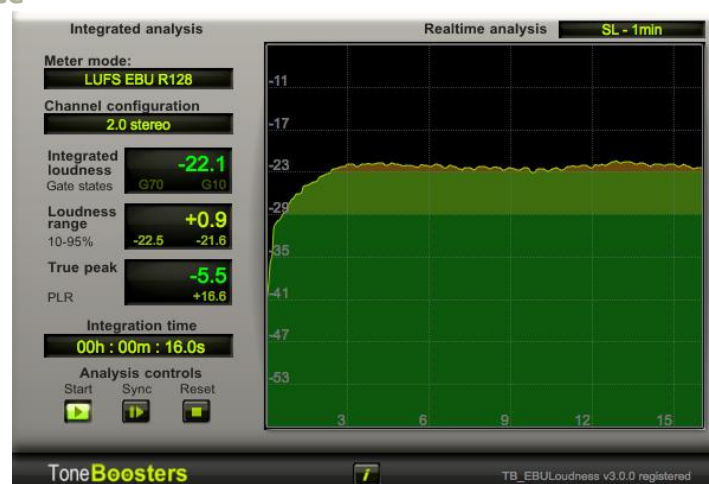 Integrated analysis
Realtime analysis SL - 1min
Meter mode:
LUFS EBU R128
Channel configuration
2.0 stereo
Integrated loudness -22.1
Gate states G70 G10
Loudness range +0.9
10-95% -22.5 -21.6
True peak -5.5
PLR +16.6
Integration time
00h : 00m : 16.0s
Analysis controls
Start Sync Reset
-11
-17
-23
-29
-35
-41
-47
-53
3 6 9 12 15
ToneBoosters
i
TB_EBULoudness v3.0.0 registered